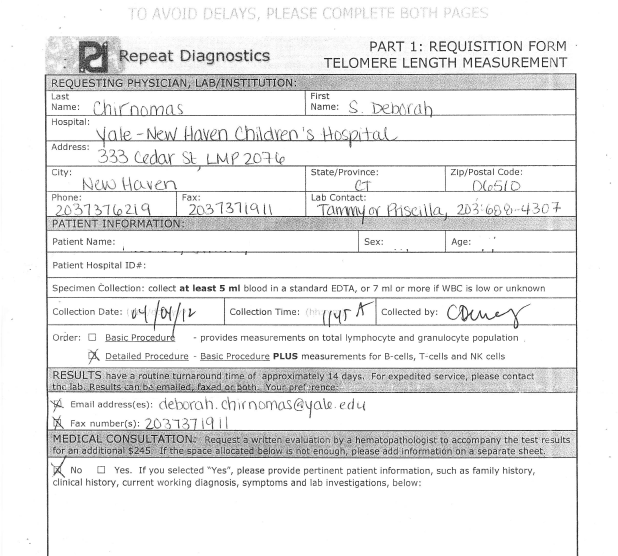 TO AVOID DELAYS, PLEASE COMPLETE BOTH PAGES
Repeat Diagnostics
PART 1: REQUISITION FORM
TELOMERE LENGTH MEASUREMENT
REQUESTING PHYSICIAN, LAB/INSTITUTION:
Last Name: Chirnomas First Name: S. Deborah
Hospital: Yale-New Haven Children's Hospital
Address: 333 Cedar St, LMP 2076
City: New Haven State/Province: CT Zip/Postal Code: 06510
Phone: 2037376219 Fax: 2037371911 Lab Contact: Tammy or Priscilla, 203-688-4307
PATIENT INFORMATION:
Patient Name: Sex: Age:
Patient Hospital ID#:
Specimen Collection: collect at least 5 ml blood in a standard EDTA, or 7 ml or more if WBC is low or unknown
Collection Date: 04/04/12 Collection Time: 1145 A Collected by:
Order: ☐ Basic Procedure - provides measurements on total lymphocyte and granulocyte population
☒ Detailed Procedure - Basic Procedure PLUS measurements for B-cells, T-cells and NK cells
RESULTS have a routine turnaround time of approximately 14 days. For expedited service, please contact
the lab. Results can be emailed, faxed or both. Your preference:
☒ Email address(es): deborah.chirnomas@yale.edu
☒ Fax number(s): 2037371911
MEDICAL CONSULTATION: Request a written evaluation by a hematopathologist to accompany the test results
for an additional $245. If the space allocated below is not enough, please add information on a separate sheet.
☒ No ☐ Yes. If you selected "Yes", please provide pertinent patient information, such as family history,
clinical history, current working diagnosis, symptoms and lab investigations, below: